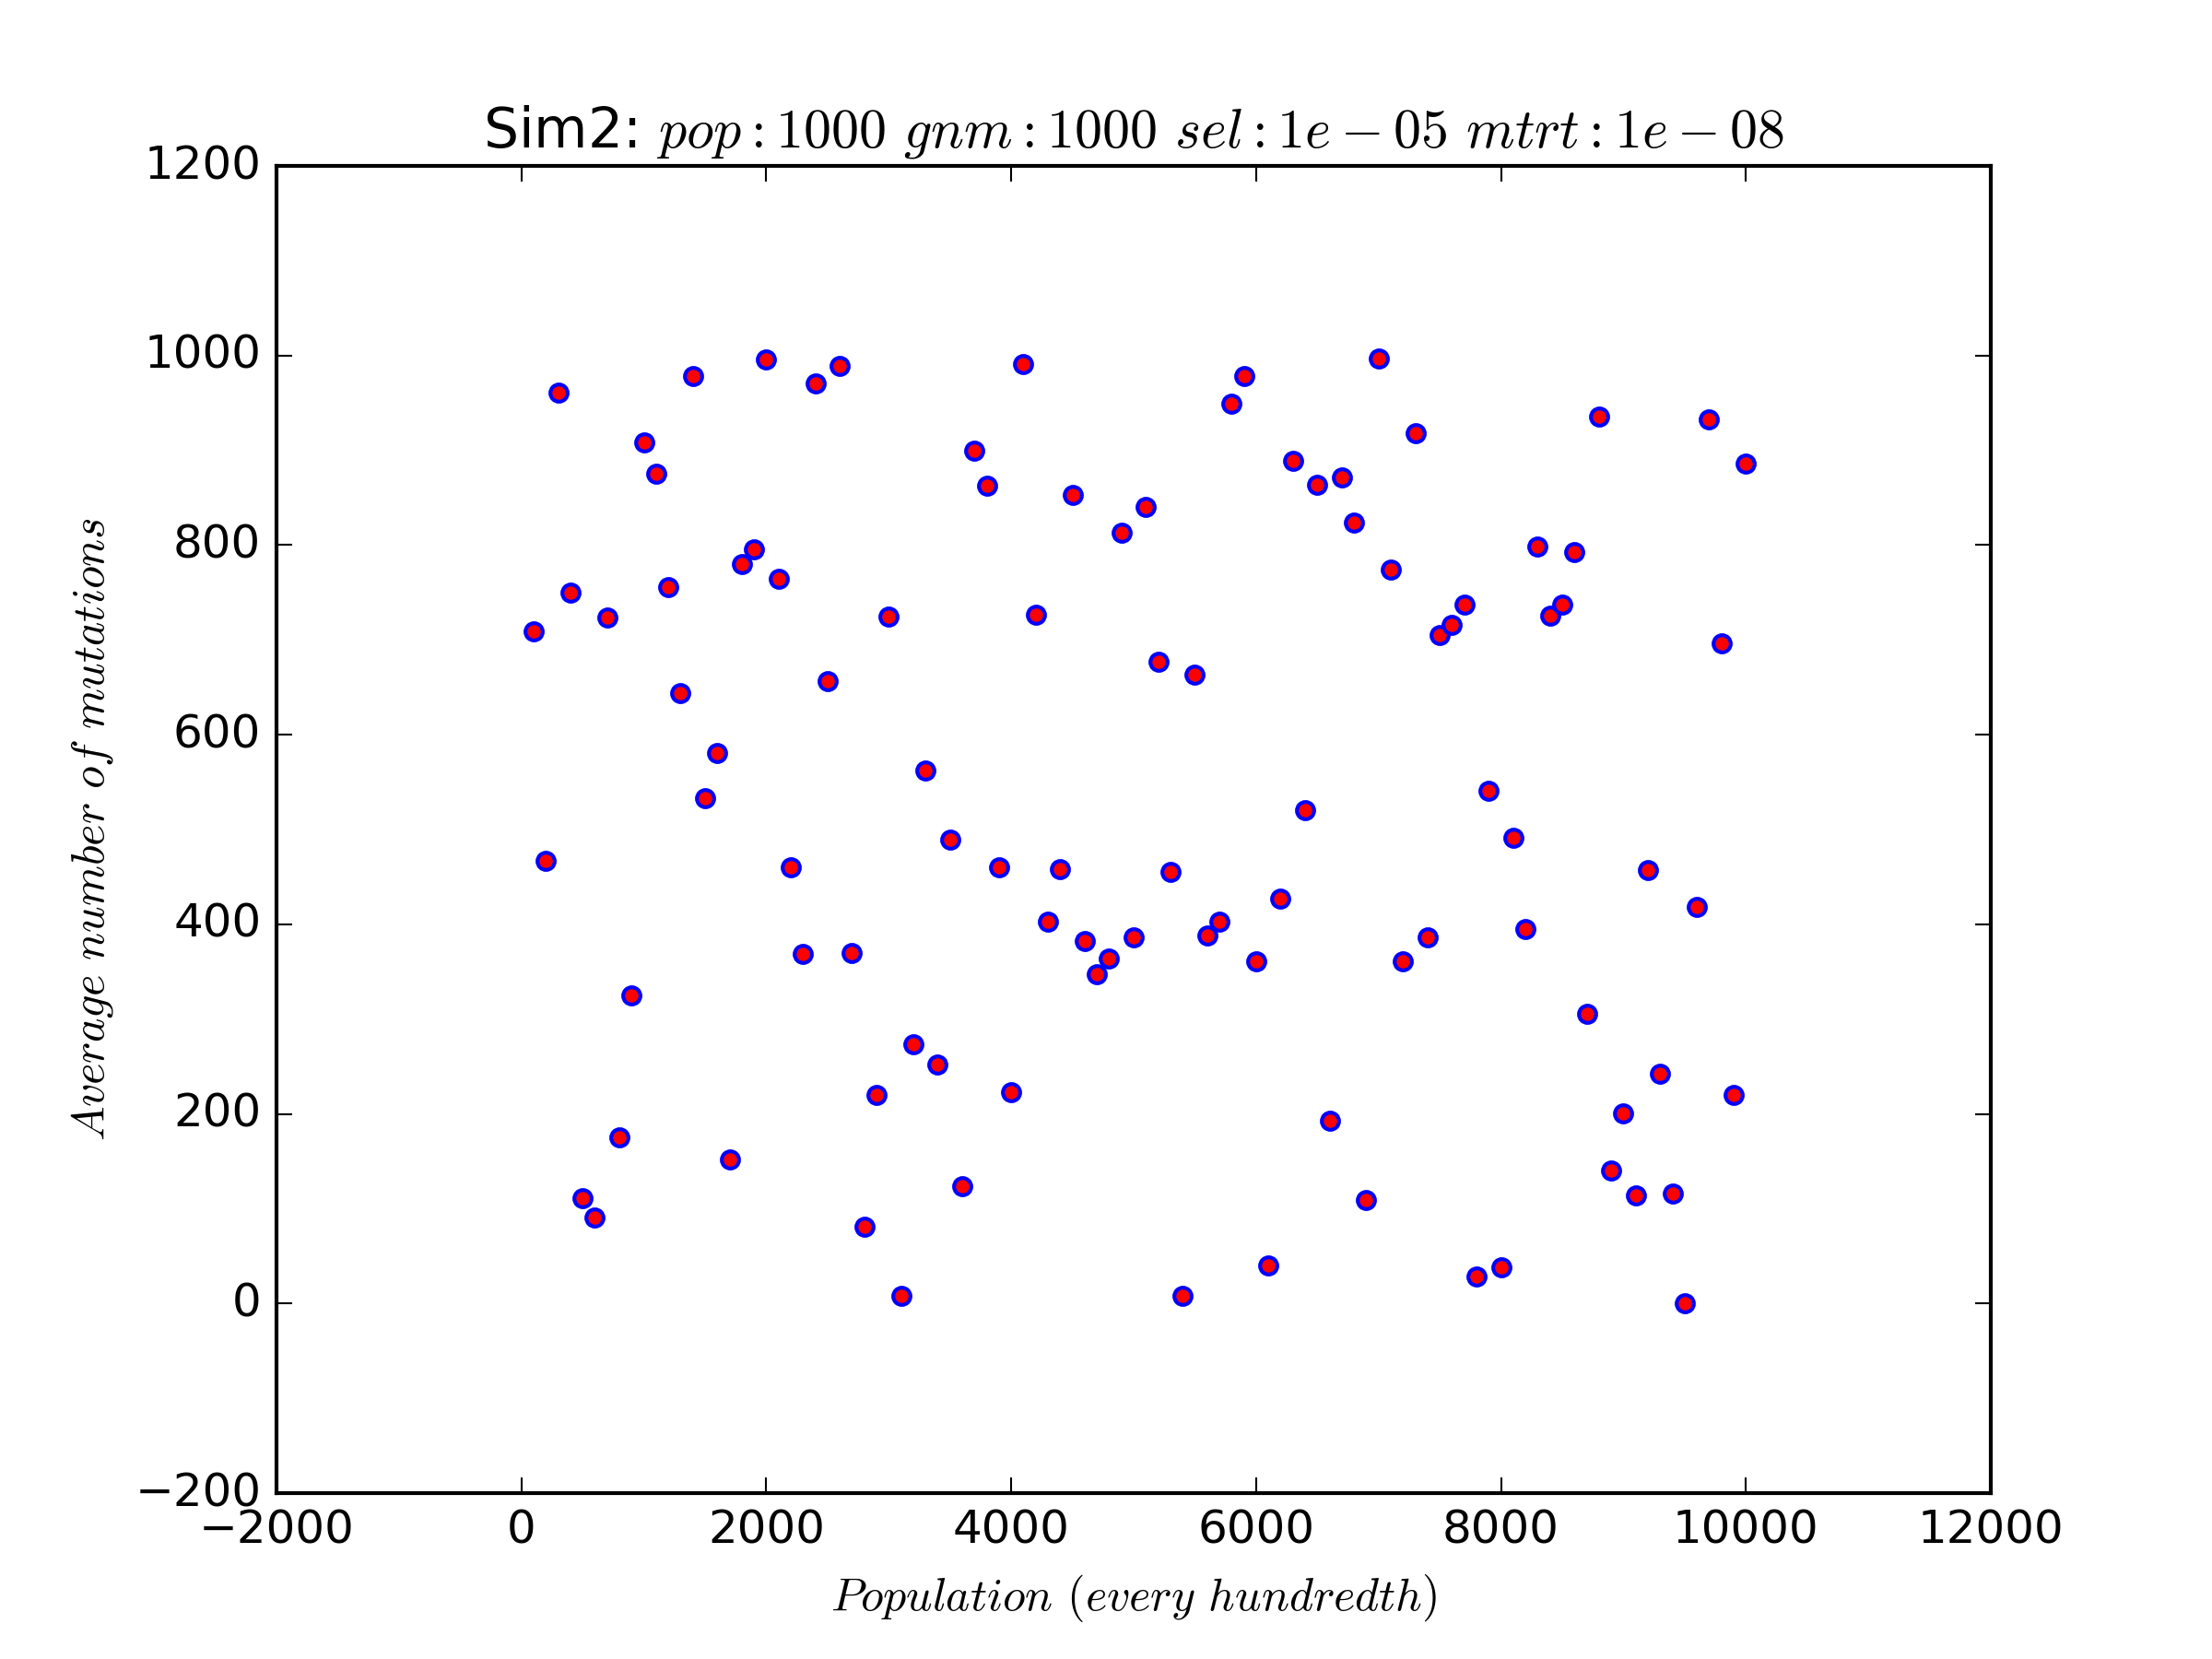 Sim2: pop : 1000 gnm : 1000 sel : 1e − 05 mtrt : 1e − 08
1200
1000
800
600
400
200
0
−200
Average number of mutations
−2000 0 2000 4000 6000 8000 10000 12000
Population (every hundredth)